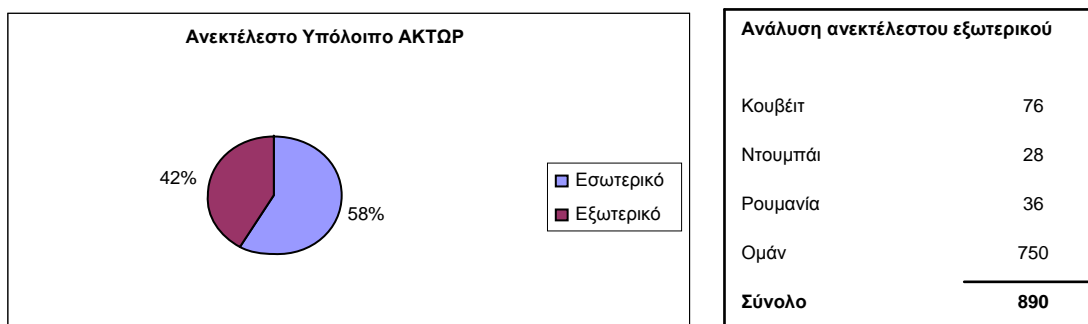 Ανεκτέλεστο Υπόλοιπο ΑΚΤΩΡ
42%
58%
Εσωτερικό
Εξωτερικό
Ανάλυση ανεκτέλεστου εξωτερικού
Κουβέιτ 76
Ντουμπάι 28
Ρουμανία 36
Ομάν 750
Σύνολο 890